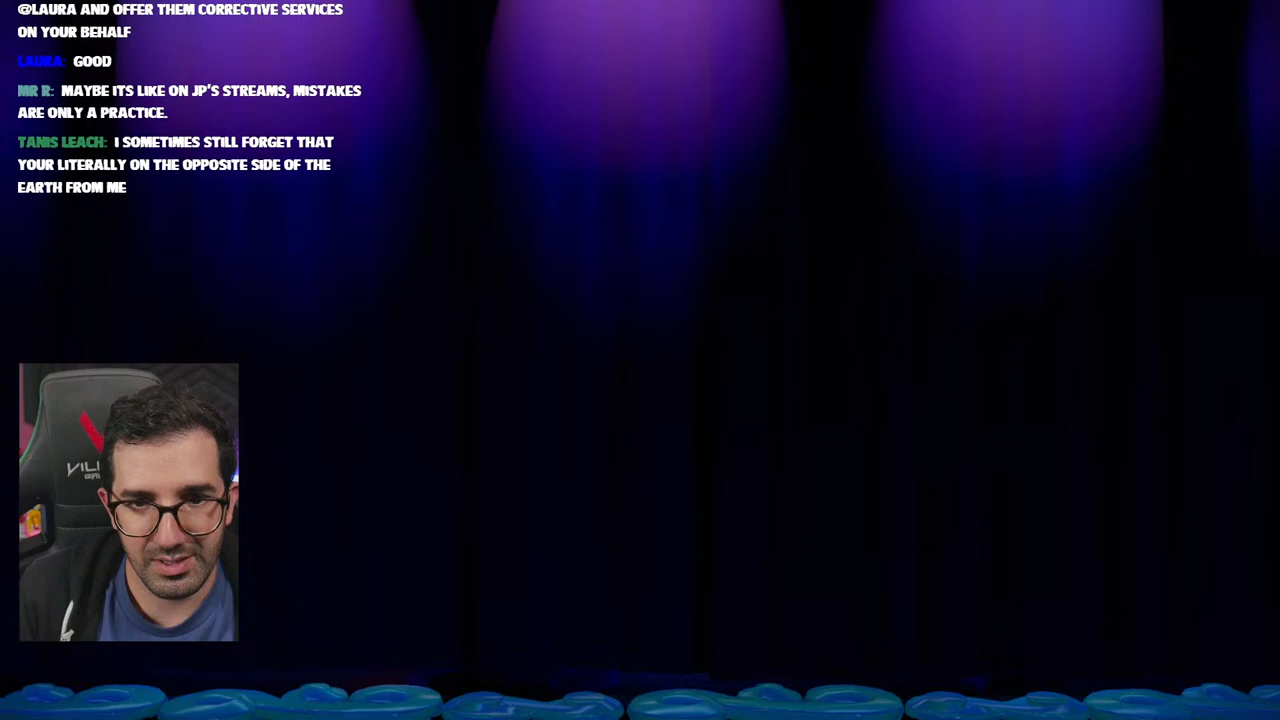 @LAURA AND OFFER THEM CORRECTIVE SERVICES
ON YOUR BEHALF
LAURA: GOOD
MR R: MAYBE ITS LIKE ON JP'S STREAMS, MISTAKES
ARE ONLY A PRACTICE.
TANIS LEACH: I SOMETIMES STILL FORGET THAT
YOUR LITERALLY ON THE OPPOSITE SIDE OF THE
EARTH FROM ME